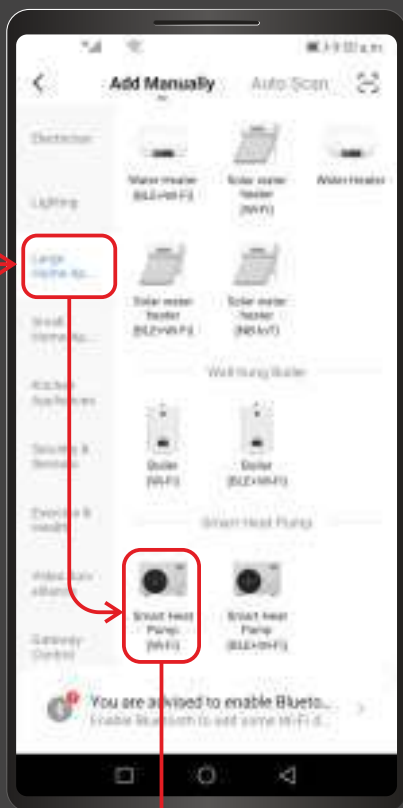 Add Manually
Auto Scan
Electrician
Lighting
Large
Home Ap...
Small
Home Ap...
Kitchen
Appliances
Security &
Exercise &
Health
Gateway
Control
Water Heater
(BLE+Wi-Fi)
Solar water
heater
(Wi-Fi)
Water Heater
Solar water
heater
(BLE+Wi-Fi)
Solar water
heater
(NB-IoT)
Wall Hung Boiler
Boiler
(Wi-Fi)
Boiler
(BLE+Wi-Fi)
Smart Heat Pump
Smart Heat
Pump
(Wi-Fi)
Smart Heat
Pump
(BLE+Wi-Fi)
You are advised to enable Blueto...
Enable Bluetooth to add some Wi-Fi d...